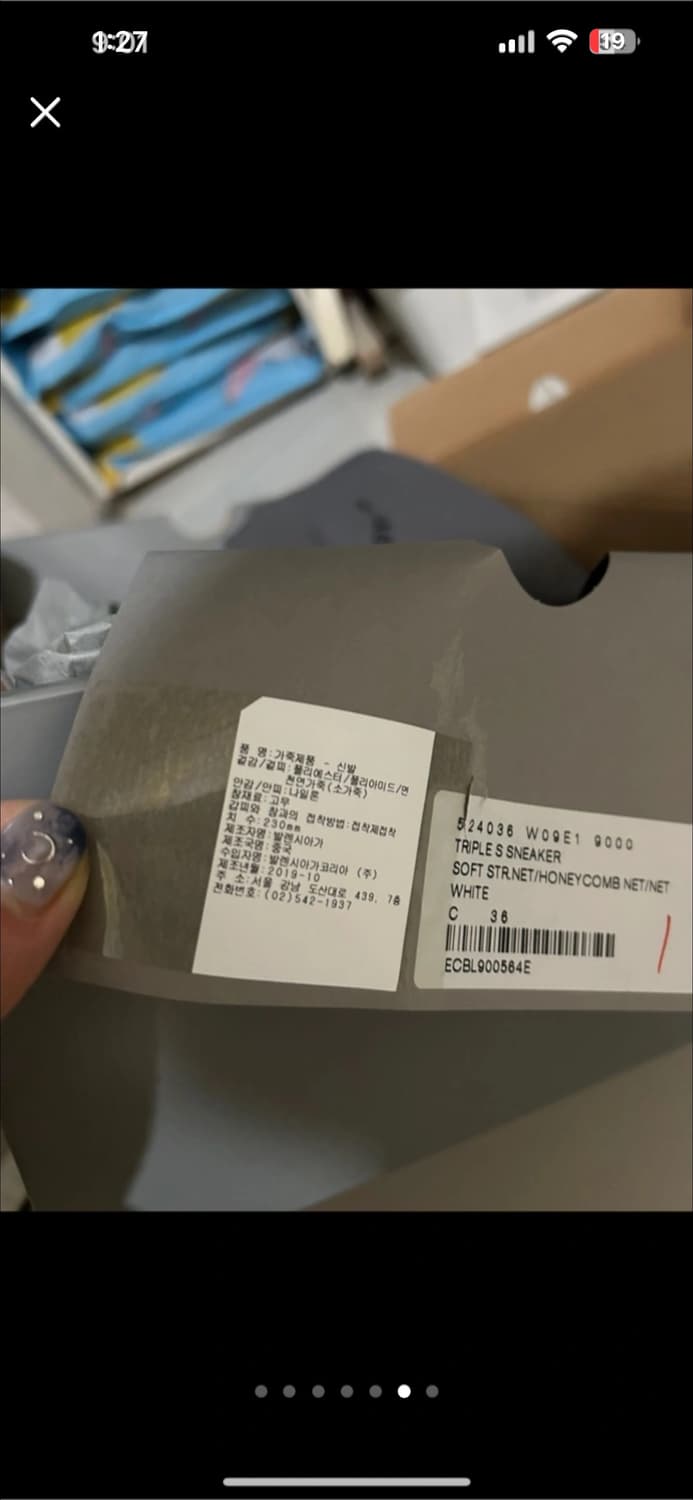 19
품 명:가죽제품 - 신발
겉감/겉피:폴리에스터/폴리아미드/면
천연가죽(소가죽)
안감/안피:나일론
창재료:고무
갑피와 창과의 접착방법:접착제접착
치 수:230mm
제조자명:발렌시아가
제조국명:중국
수입자명:발렌시아가코리아 (주)
제조년월:2019-10
주 소:서울 강남 도산대로 439, 7층
전화번호:(02)542-1937
524036 W09E1 9000
TRIPLE S SNEAKER
SOFT STR.NET/HONEYCOMB NET/NET
WHITE
C 36
ECBL900564E